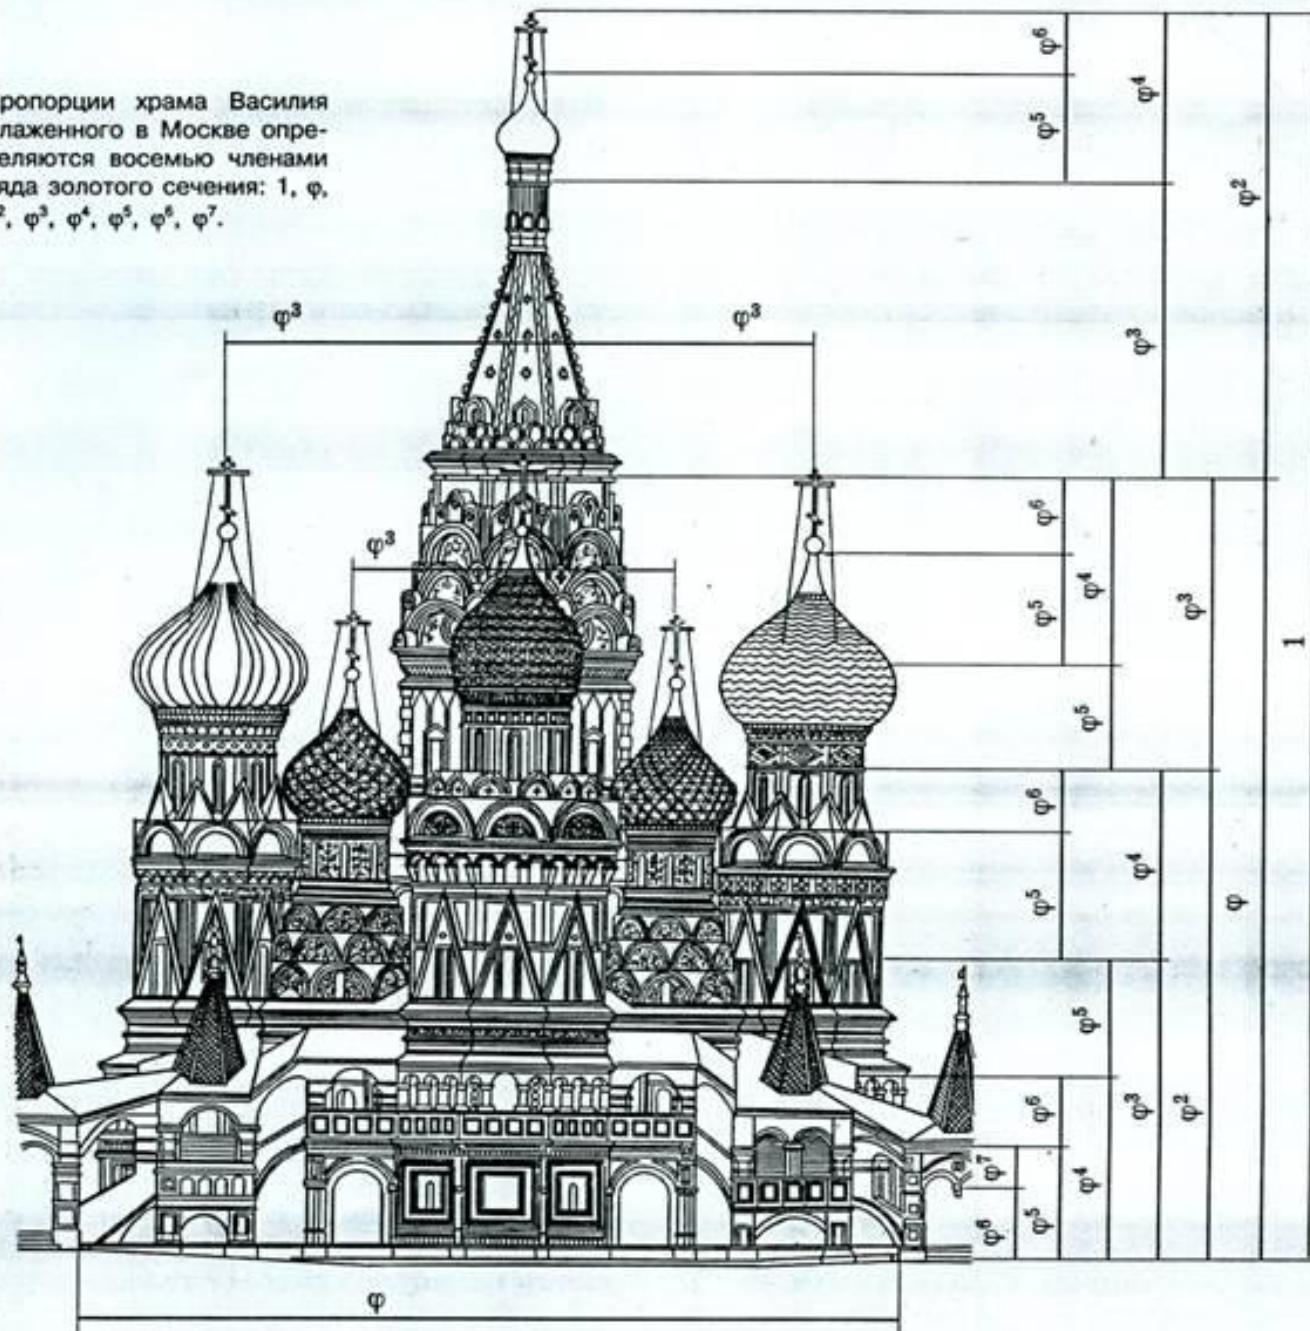 ропорции храма Василия
лаженного в Москве опре-
еляются восемью членами
яда золотого сечения: 1, φ,
², φ³, φ⁴, φ⁵, φ⁶, φ⁷.
φ⁶
φ⁴
φ⁵
φ²
φ³ φ³
φ³
φ⁶
φ³
φ⁴
φ³
φ⁵
1
φ⁵
φ⁶
φ⁴
φ⁵
φ
φ⁵
φ⁶ φ³ φ²
φ⁷
φ⁴
φ⁶ φ⁵
φ